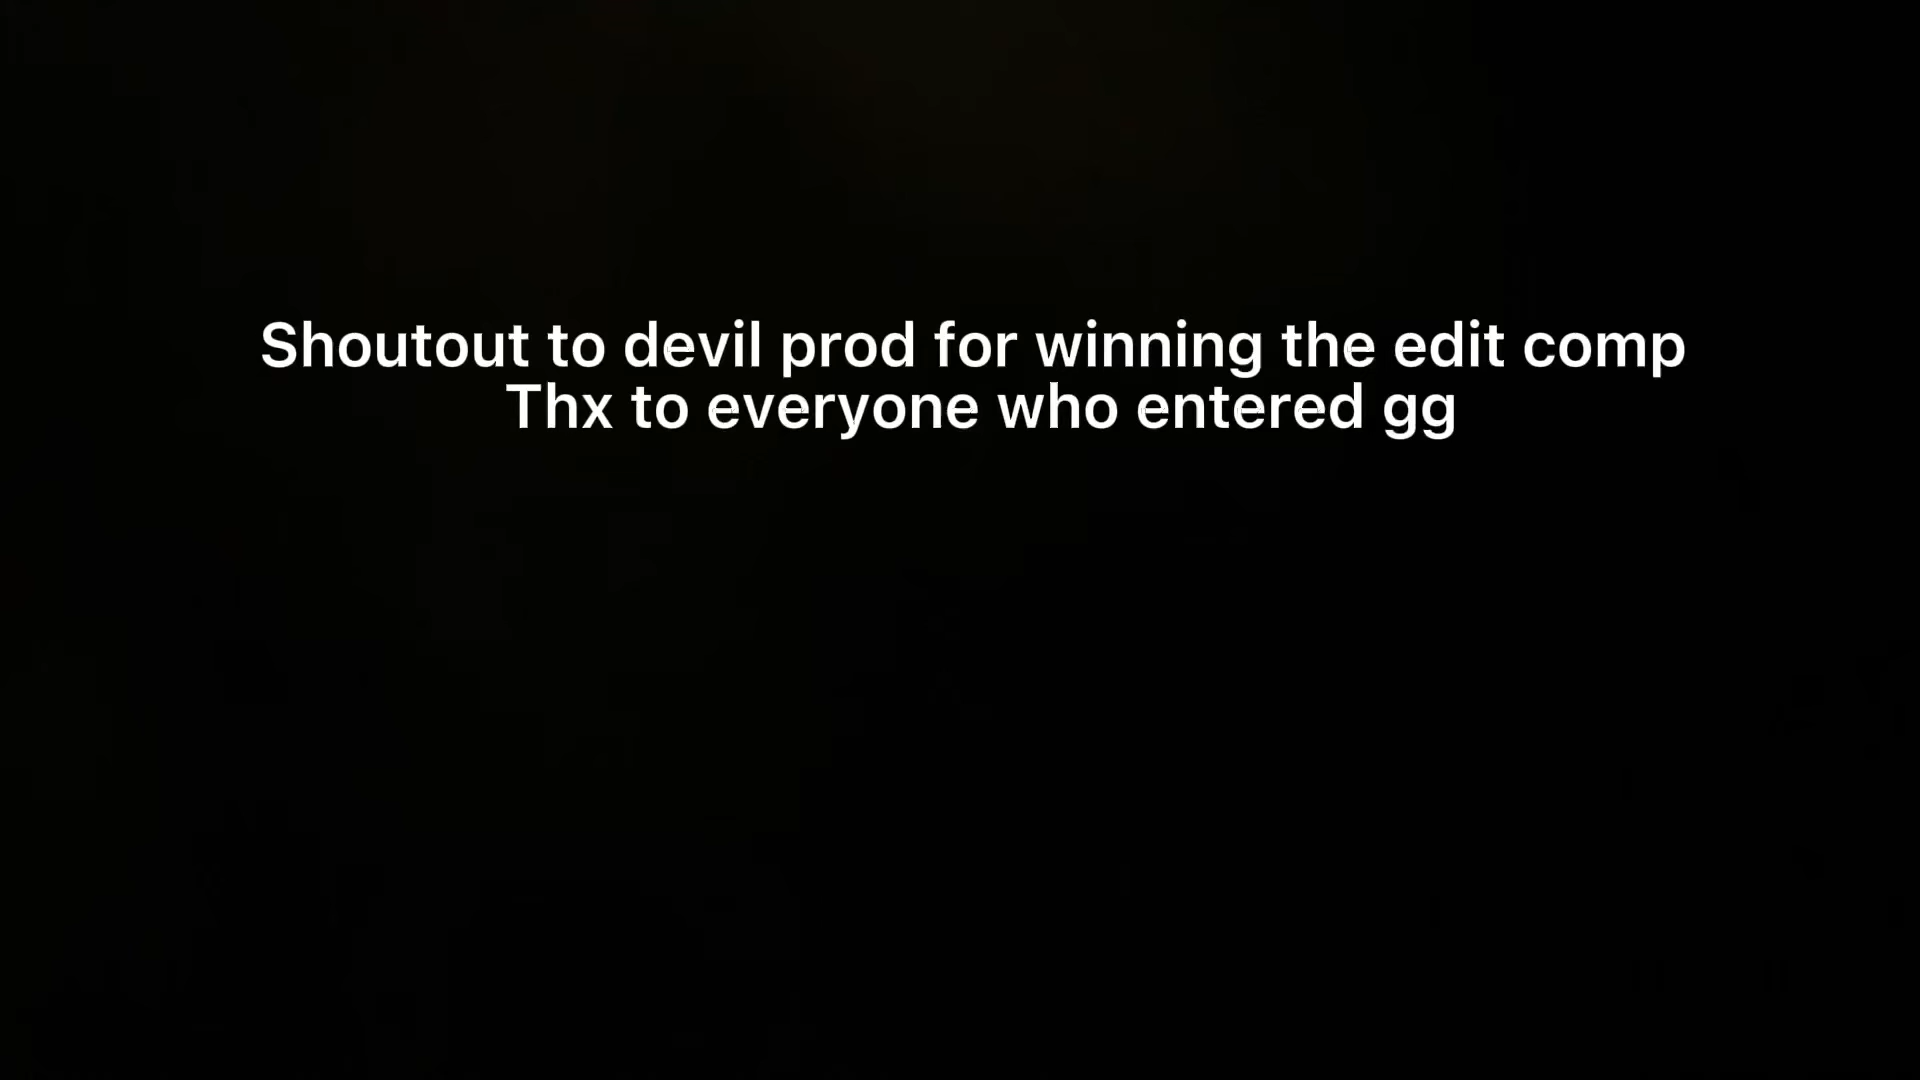 Shoutout to devil prod for winning the edit comp
Thx to everyone who entered gg